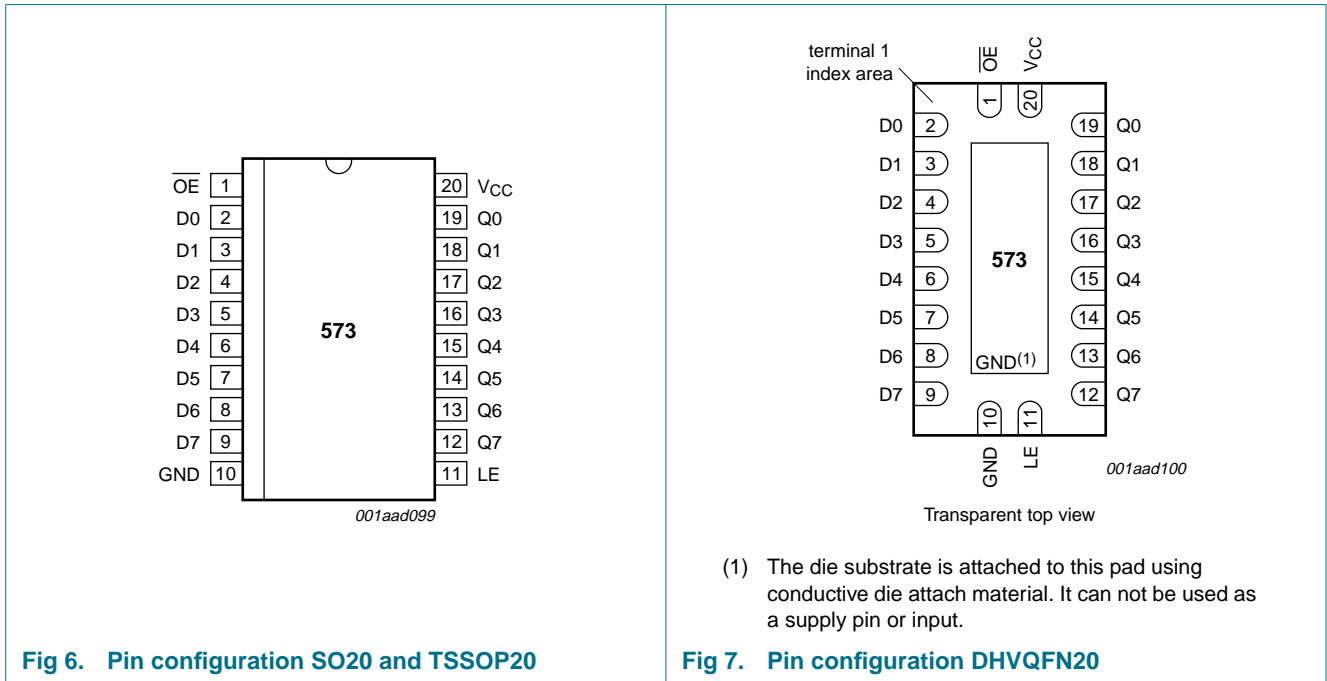 OE 1 20 VCC
D0 2 19 Q0
D1 3 18 Q1
D2 4 17 Q2
D3 5 16 Q3
573
D4 6 15 Q4
D5 7 14 Q5
D6 8 13 Q6
D7 9 12 Q7
GND 10 11 LE
001aad099
Fig 6. Pin configuration SO20 and TSSOP20
terminal 1
index area
OE VCC
1 20
D0 2 19 Q0
D1 3 18 Q1
D2 4 17 Q2
D3 5 16 Q3
573
D4 6 15 Q4
D5 7 14 Q5
D6 8 13 Q6
GND(1)
D7 9 12 Q7
10 11
GND LE
001aad100
Transparent top view
(1) The die substrate is attached to this pad using
conductive die attach material. It can not be used as
a supply pin or input.
Fig 7. Pin configuration DHVQFN20